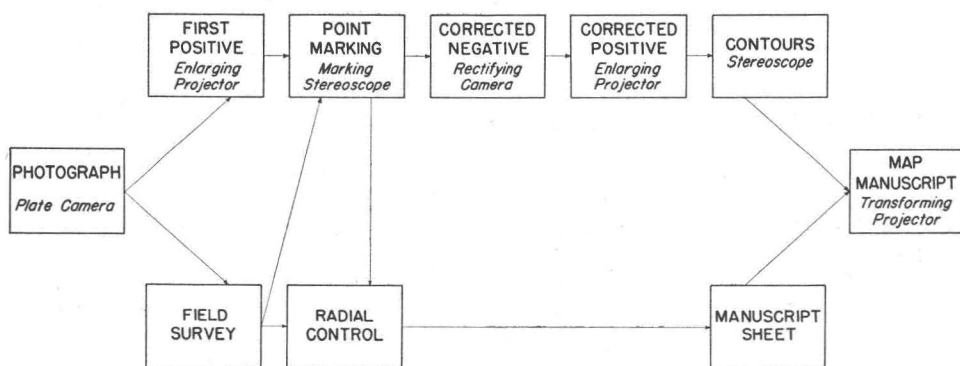 FIRST
POSITIVE
Enlarging
Projector
POINT
MARKING
Marking
Stereoscope
CORRECTED
NEGATIVE
Rectifying
Camera
CORRECTED
POSITIVE
Enlarging
Projector
CONTOURS
Stereoscope
PHOTOGRAPH
Plate Camera
MAP
MANUSCRIPT
Transforming
Projector
FIELD
SURVEY
RADIAL
CONTROL
MANUSCRIPT
SHEET